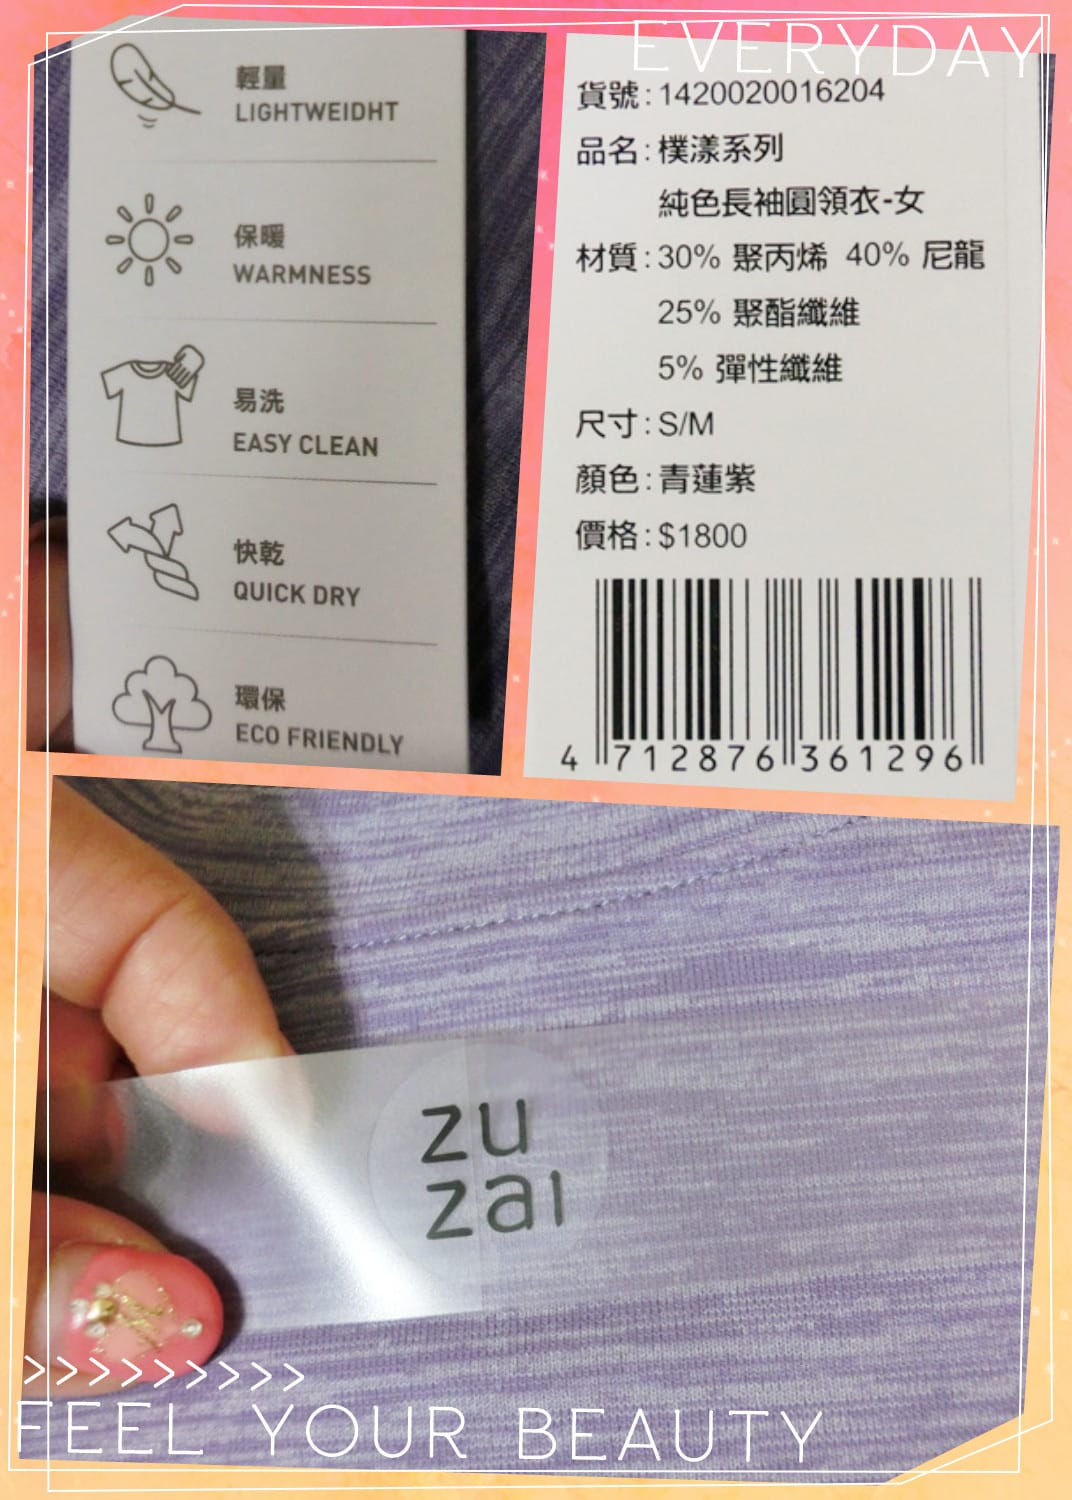 EVERYDAY
輕量
LIGHTWEIDHT
保暖
WARMNESS
易洗
EASY CLEAN
快乾
QUICK DRY
環保
ECO FRIENDLY
貨號:1420020016204
品名:樸漾系列
純色長袖圓領衣-女
材質:30% 聚丙烯 40% 尼龍
25% 聚酯纖維
5% 彈性纖維
尺寸:S/M
顏色:青蓮紫
價格:$1800
4 712876 361296
zu
zai
>>>>>>>>>
FEEL YOUR BEAUTY